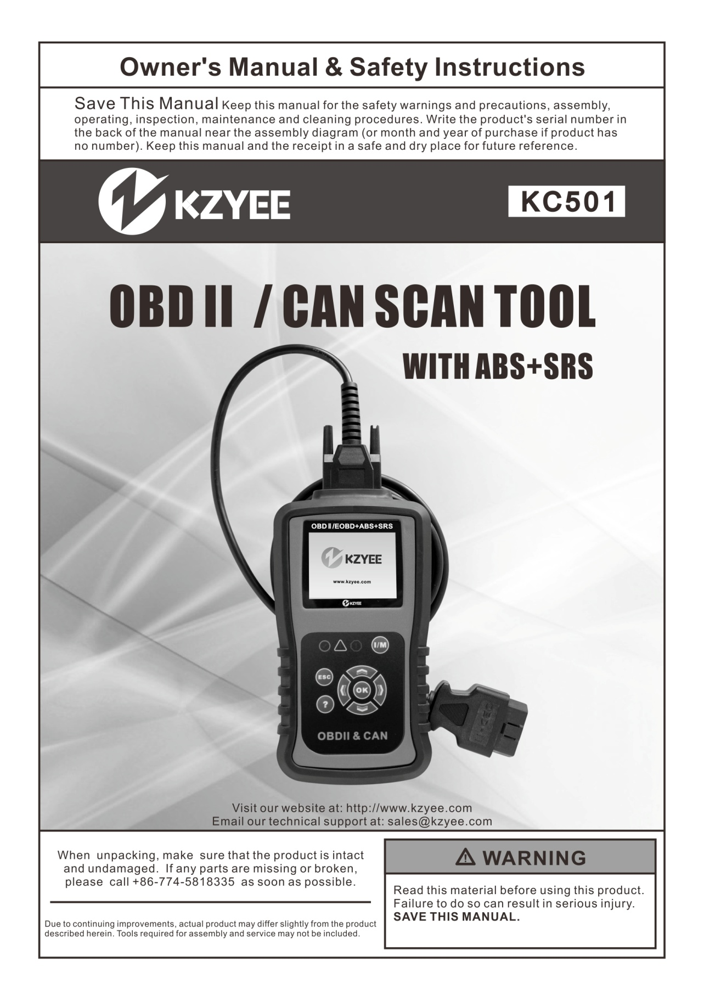 Owner's Manual & Safety Instructions
Save This Manual Keep this manual for the safety warnings and precautions, assembly,
operating, inspection, maintenance and cleaning procedures. Write the product's serial number in
the back of the manual near the assembly diagram (or month and year of purchase if product has
no number). Keep this manual and the receipt in a safe and dry place for future reference.
KZYEE
KC501
OBD II / CAN SCAN TOOL
WITH ABS+SRS
OBD II/EOBD+ABS+SRS
KZYEE
www.kzyee.com
KZYEE
I/M
ESC
OK
?
OBDII & CAN
Visit our website at: http://www.kzyee.com
Email our technical support at: sales@kzyee.com
When unpacking, make sure that the product is intact
and undamaged. If any parts are missing or broken,
please call +86-774-5818335 as soon as possible.
Due to continuing improvements, actual product may differ slightly from the product
described herein. Tools required for assembly and service may not be included.
WARNING
Read this material before using this product.
Failure to do so can result in serious injury.
SAVE THIS MANUAL.